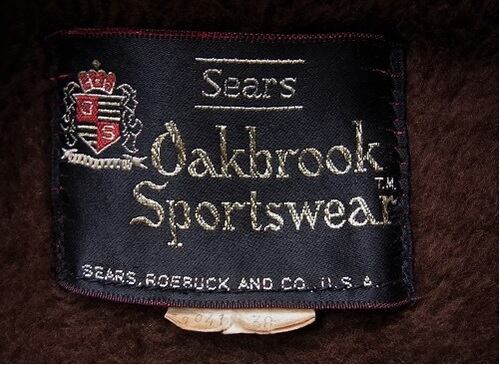 Sears
Oakbrook
Sportswear T.M.
SEARS, ROEBUCK AND CO., U.S.A.